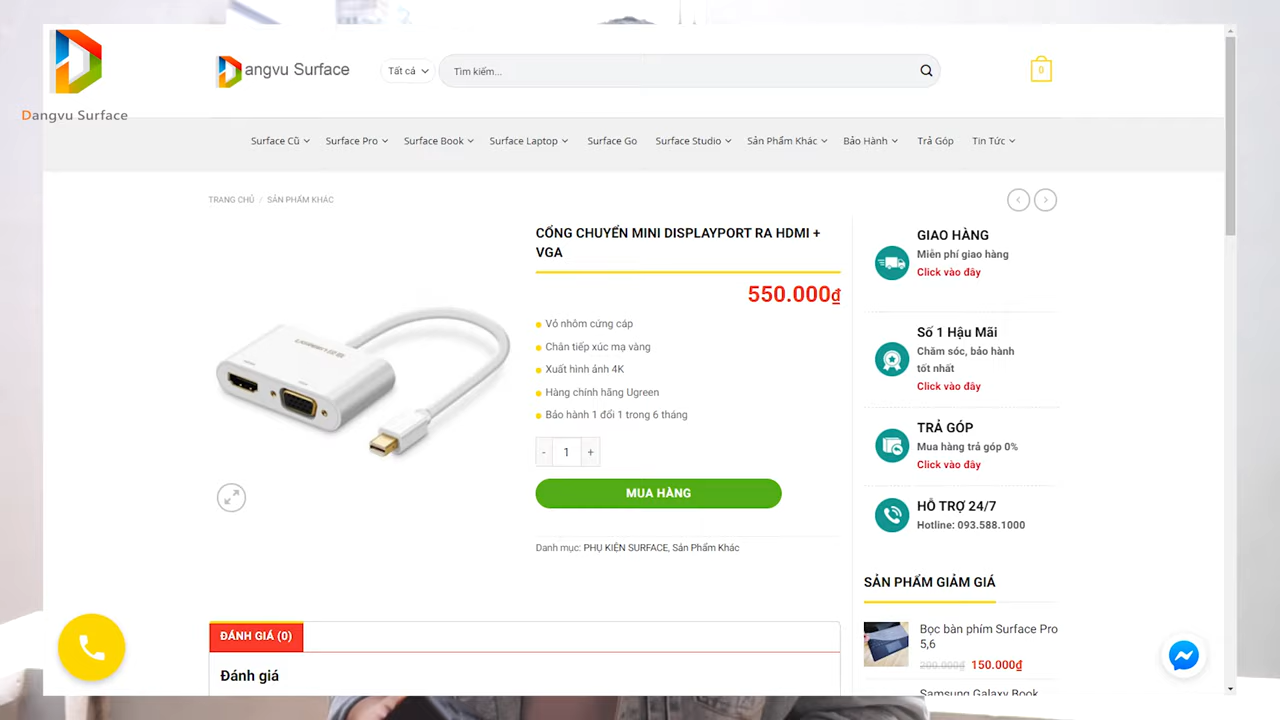 Dangvu Surface
angvu Surface
Tất cả
Tìm kiếm...
0
Surface Cũ
Surface Pro
Surface Book
Surface Laptop
Surface Go
Surface Studio
Sản Phẩm Khác
Bảo Hành
Trả Góp
Tin Tức
TRANG CHỦ / SẢN PHẨM KHÁC
CỔNG CHUYỂN MINI DISPLAYPORT RA HDMI +
VGA
550.000₫
Vỏ nhôm cứng cáp
Chân tiếp xúc mạ vàng
Xuất hình ảnh 4K
Hàng chính hãng Ugreen
Bảo hành 1 đổi 1 trong 6 tháng
- 1 +
MUA HÀNG
Danh mục: PHỤ KIỆN SURFACE, Sản Phẩm Khác
GIAO HÀNG
Miễn phí giao hàng
Click vào đây
Số 1 Hậu Mãi
Chăm sóc, bảo hành
tốt nhất
Click vào đây
TRẢ GÓP
Mua hàng trả góp 0%
Click vào đây
HỖ TRỢ 24/7
Hotline: 093.588.1000
SẢN PHẨM GIẢM GIÁ
Bọc bàn phím Surface Pro
5,6
200.000₫ 150.000₫
Samsung Galaxy Book
ĐÁNH GIÁ (0)
Đánh giá